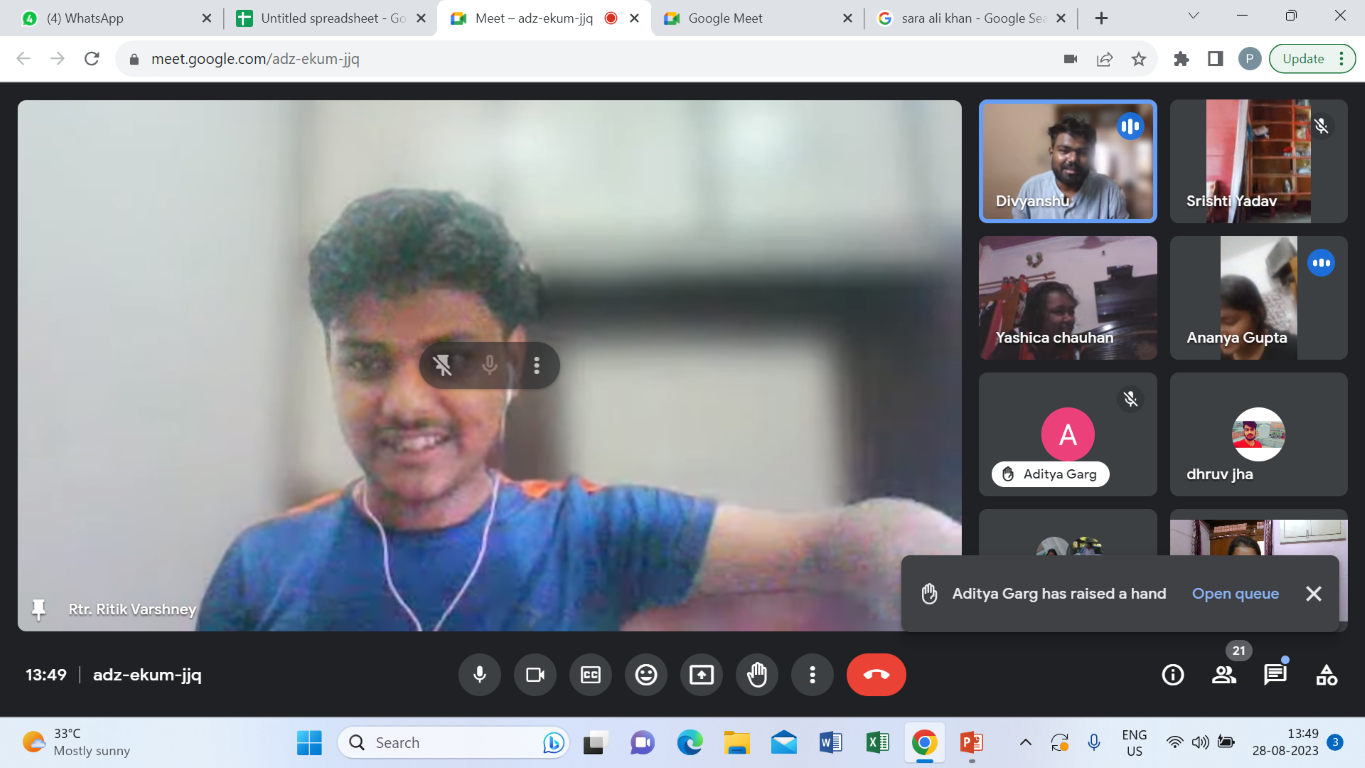 4 (4) WhatsApp
Untitled spreadsheet - Go
Meet – adz-ekum-jjq
Google Meet
sara ali khan - Google Sea
meet.google.com/adz-ekum-jjq
P
Update
Divyanshu
Srishti Yadav
Yashica chauhan
Ananya Gupta
A
Aditya Garg
dhruv jha
Aditya Garg has raised a hand Open queue
Rtr. Ritik Varshney
13:49 adz-ekum-jjq
CC
21
33°C
Mostly sunny
Search
ENG
US
13:49
28-08-2023
3